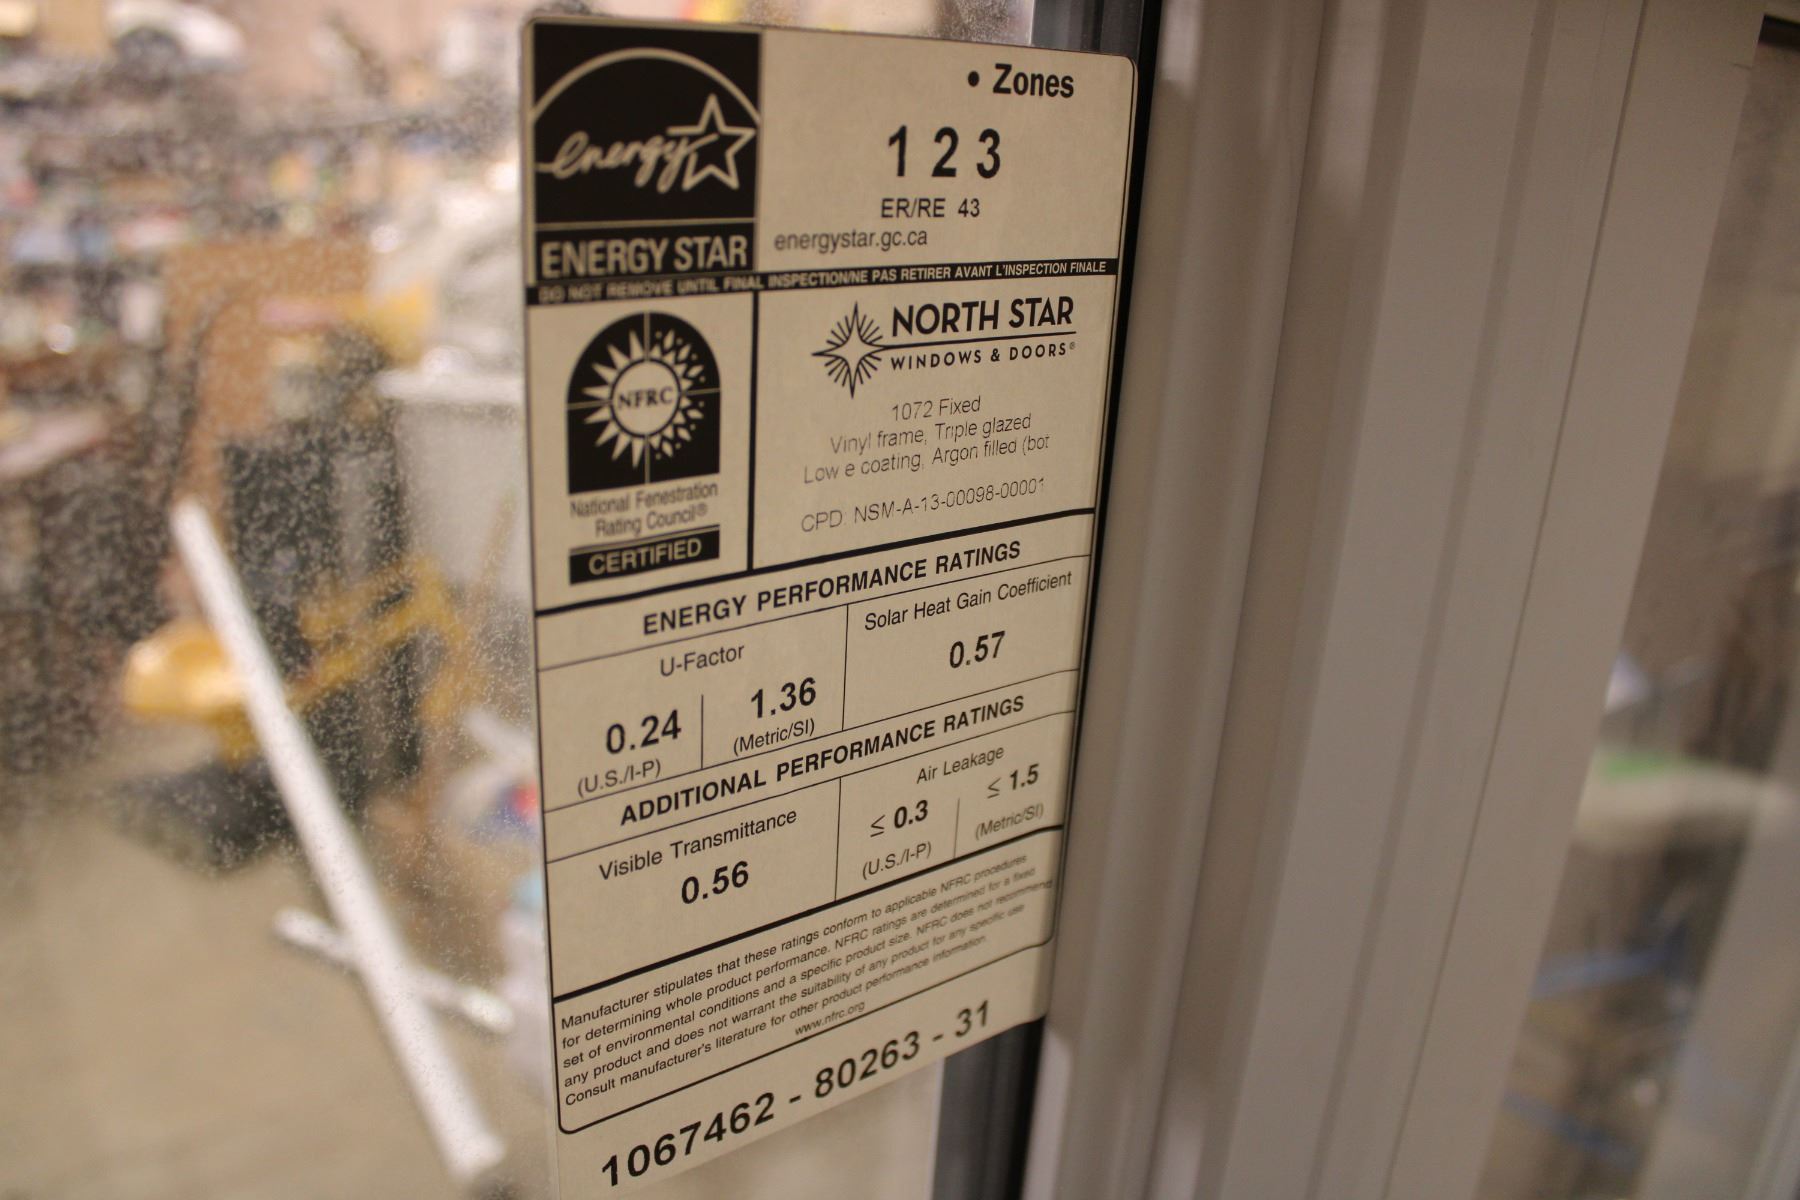 energy
ENERGY STAR
• Zones
1 2 3
ER/RE 43
energystar.gc.ca
DO NOT REMOVE UNTIL FINAL INSPECTION/NE PAS RETIRER AVANT L'INSPECTION FINALE
NFRC
National Fenestration
Rating Council®
CERTIFIED
NORTH STAR
WINDOWS & DOORS®
1072 Fixed
Vinyl frame, Triple glazed
Low e coating, Argon filled (bot
CPD: NSM-A-13-00098-00001
ENERGY PERFORMANCE RATINGS
U-Factor
0.24
(U.S./I-P)
1.36
(Metric/SI)
Solar Heat Gain Coefficient
0.57
ADDITIONAL PERFORMANCE RATINGS
Visible Transmittance
0.56
Air Leakage
≤ 0.3
(U.S./I-P)
≤ 1.5
(Metric/SI)
Manufacturer stipulates that these ratings conform to applicable NFRC procedures
for determining whole product performance. NFRC ratings are determined for a fixed
set of environmental conditions and a specific product size. NFRC does not recommend
any product and does not warrant the suitability of any product for any specific use
Consult manufacturer's literature for other product performance information.
www.nfrc.org
1067462 - 80263 - 31